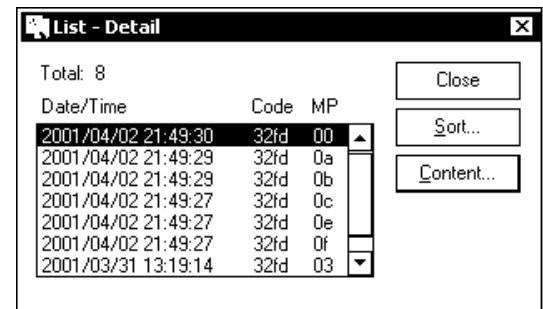 List - Detail
Total: 8
Close
Date/Time Code MP
Sort...
2001/04/02 21:49:30 32fd 00
2001/04/02 21:49:29 32fd 0a
2001/04/02 21:49:29 32fd 0b
Content...
2001/04/02 21:49:27 32fd 0c
2001/04/02 21:49:27 32fd 0e
2001/04/02 21:49:27 32fd 0f
2001/03/31 13:19:14 32fd 03